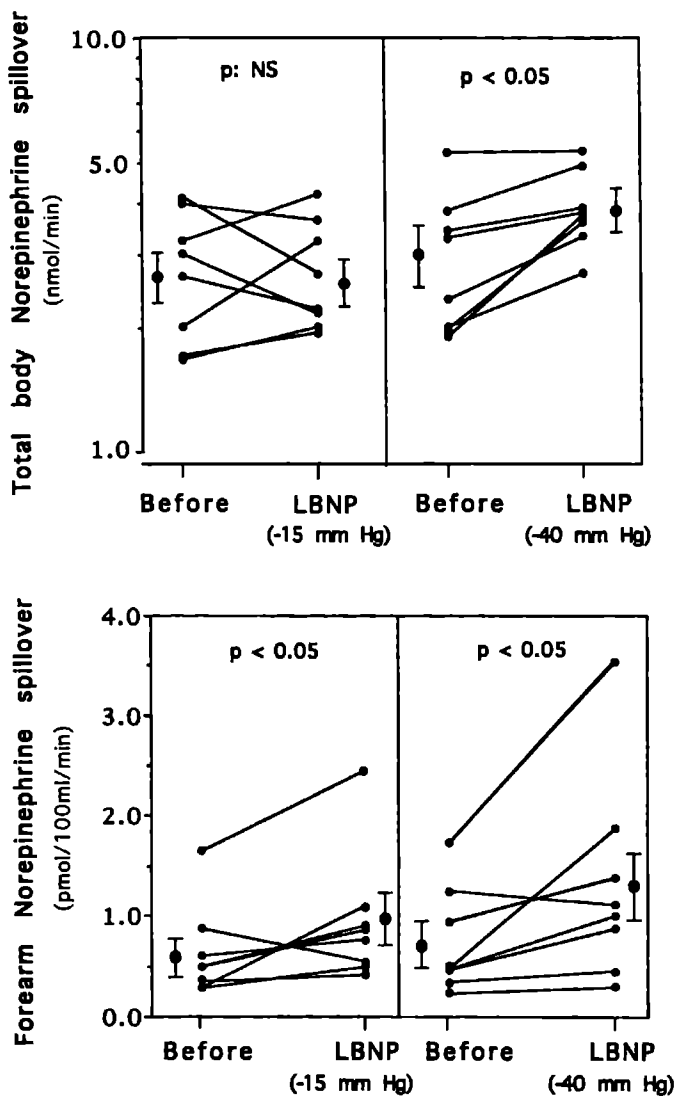 Total body Norepinephrine spillover
(nmol/min)
10.0
5.0
1.0
p: NS
p < 0.05
Before
LBNP
(-15 mm Hg)
Before
LBNP
(-40 mm Hg)
Forearm Norepinephrine spillover
(pmol/100ml/min)
4.0
3.0
2.0
1.0
0.0
p < 0.05
p < 0.05
Before
LBNP
(-15 mm Hg)
Before
LBNP
(-40 mm Hg)